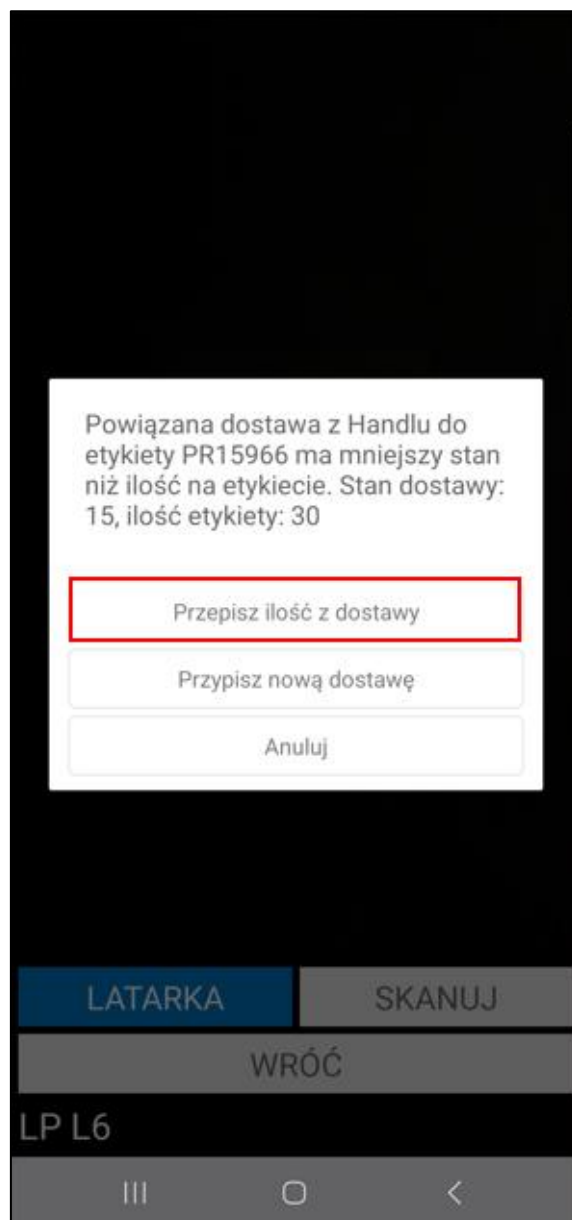 Powiązana dostawa z Handlu do
etykiety PR15966 ma mniejszy stan
niż ilość na etykiecie. Stan dostawy:
15, ilość etykiety: 30
Przepisz ilość z dostawy
Przypisz nową dostawę
Anuluj
LATARKA SKANUJ
WRÓĆ
LP L6